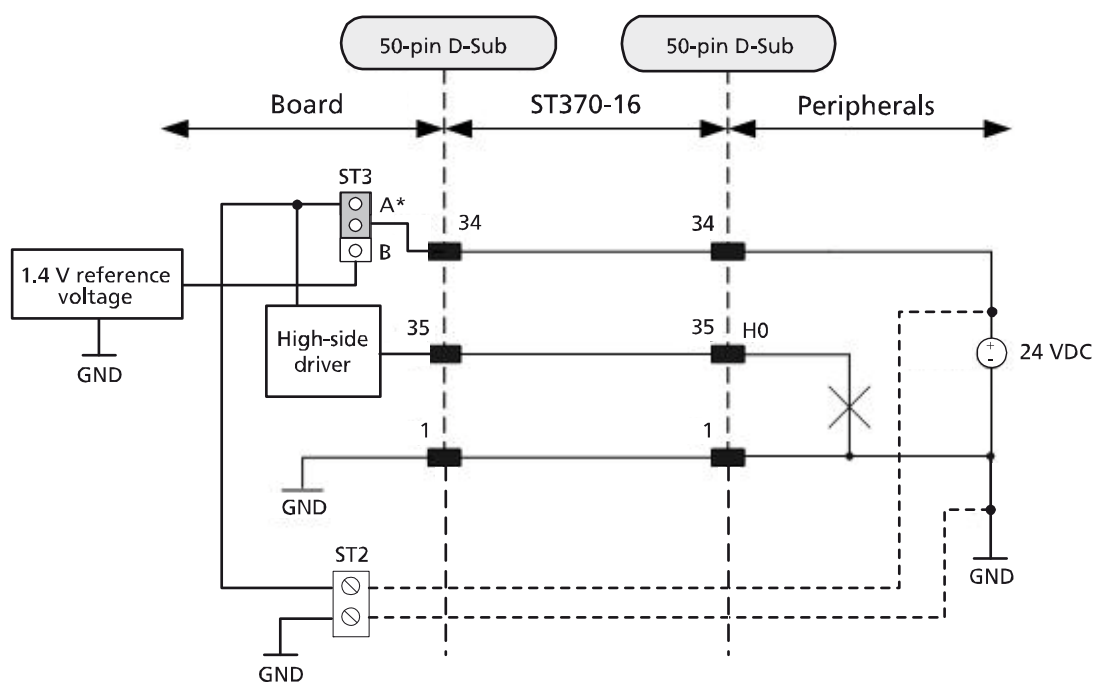 50-pin D-Sub
50-pin D-Sub
Board
ST370-16
Peripherals
ST3
A*
34
34
B
1.4 V reference
voltage
GND
High-side
driver
35
35
H0
+
-
24 VDC
1
1
GND
ST2
GND
GND